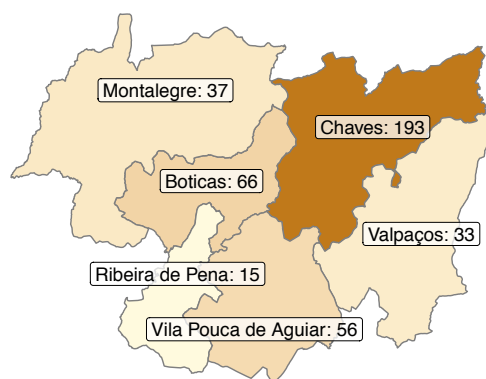 Montalegre: 37
Chaves: 193
Boticas: 66
Valpaços: 33
Ribeira de Pena: 15
Vila Pouca de Aguiar: 56